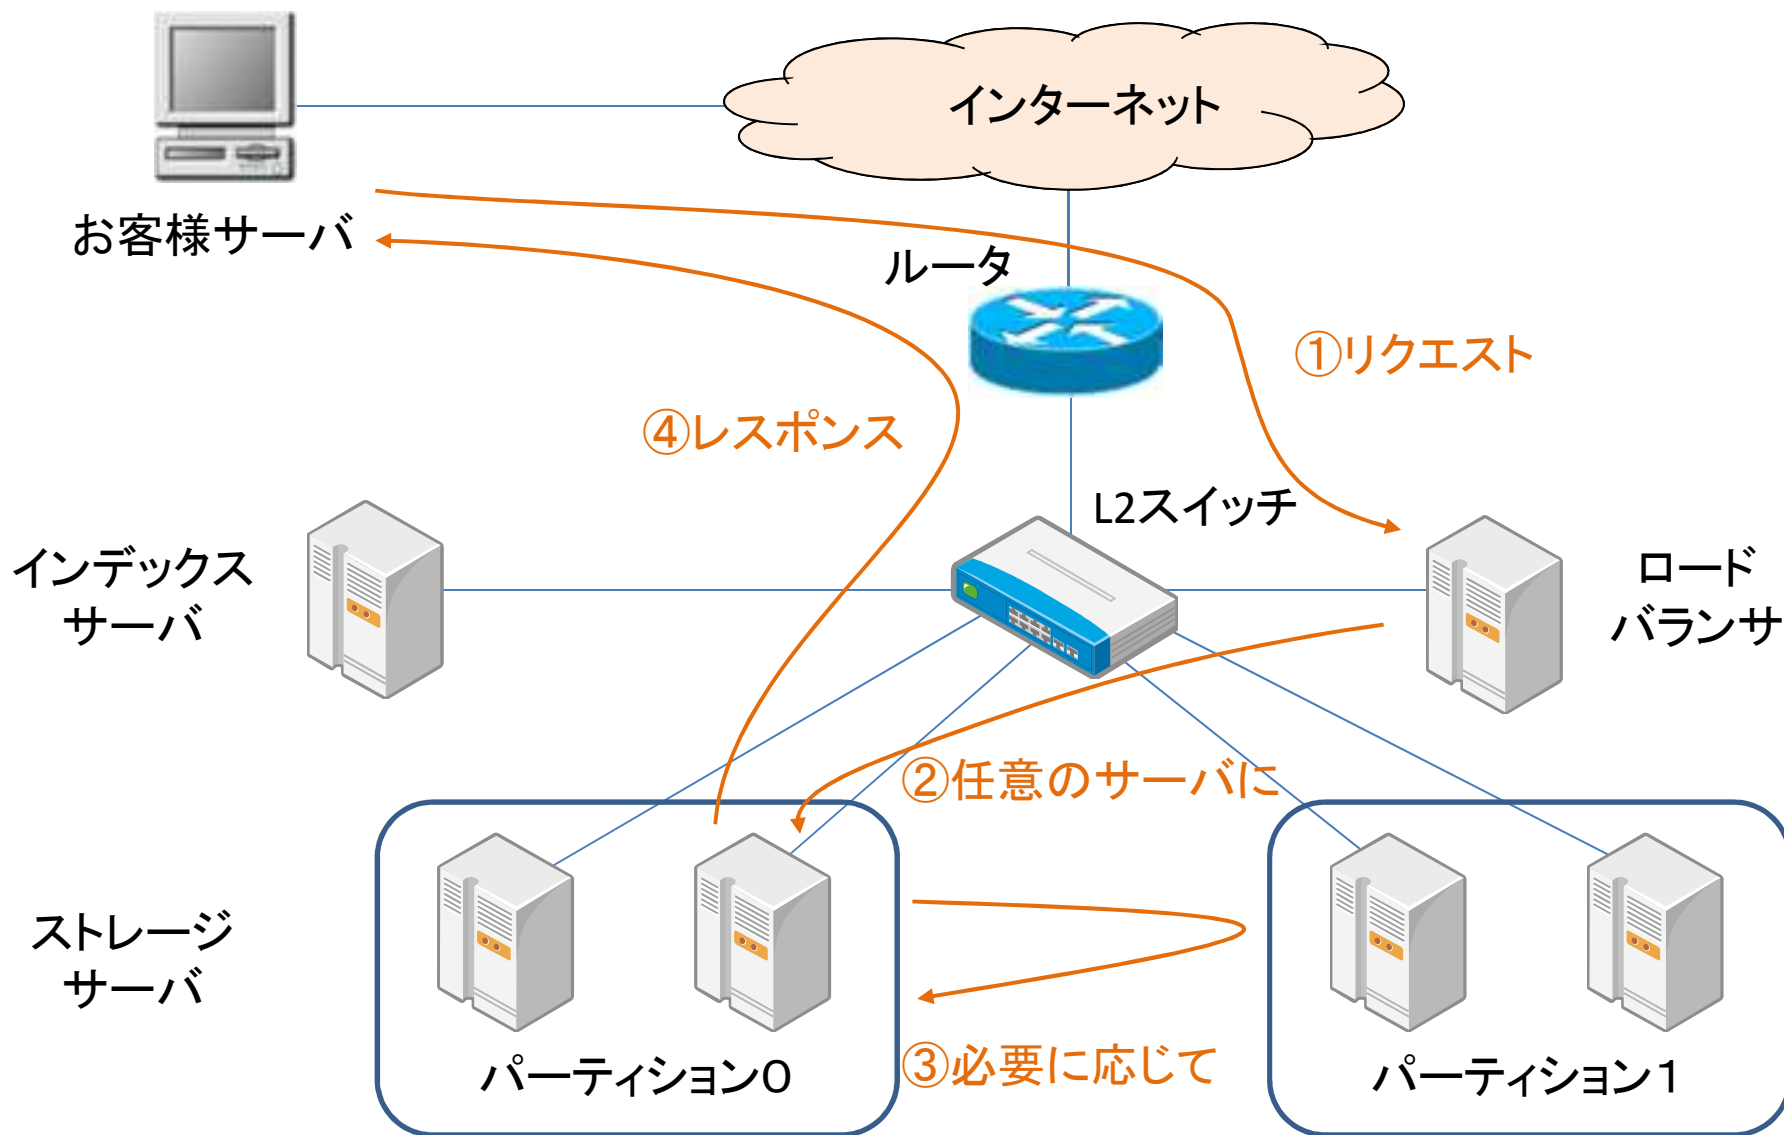 インターネット
お客様サーバ
ルータ
①リクエスト
④レスポンス
L2スイッチ
インデックス
サーバ
ロード
バランサ
②任意のサーバに
ストレージ
サーバ
③必要に応じて
パーティション0
パーティション1